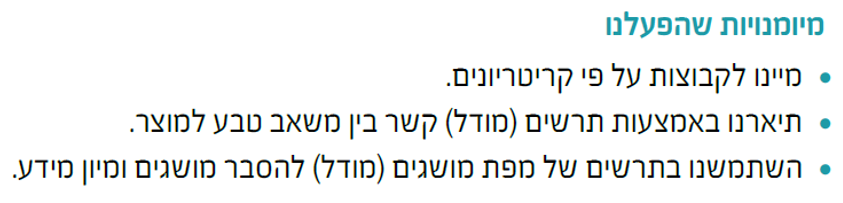 מיומנויות שהפעלנו
• מיינו לקבוצות על פי קריטריונים.
• תיארנו באמצעות תרשים (מודל) קשר בין משאב טבע למוצר.
• השתמשנו בתרשים של מפת מושגים (מודל) להסבר מושגים ומיון מידע.